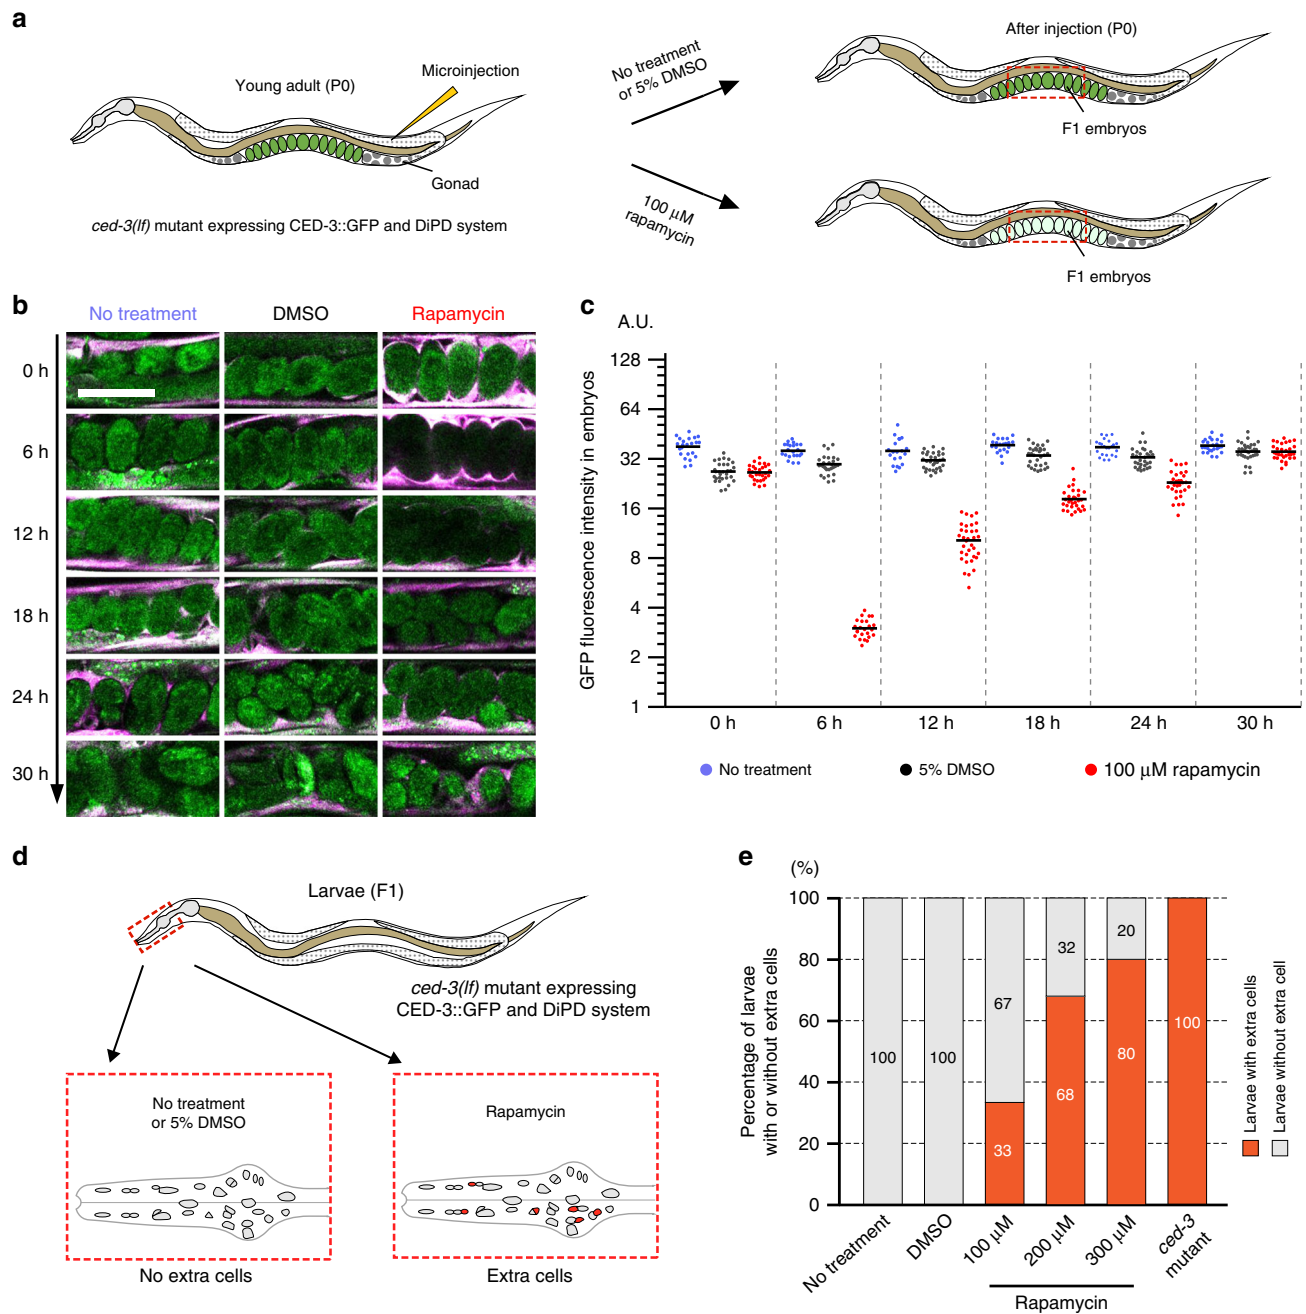 a
Young adult (P0)
Microinjection
Gonad
ced-3(lf) mutant expressing CED-3::GFP and DiPD system
No treatment
or 5% DMSO
100 µM
rapamycin
After injection (P0)
F1 embryos
F1 embryos
b
No treatment
DMSO
Rapamycin
0 h
6 h
12 h
18 h
24 h
30 h
c
A.U.
GFP fluorescence intensity in embryos
128
64
32
16
8
4
2
1
0 h
6 h
12 h
18 h
24 h
30 h
No treatment
5% DMSO
100 µM rapamycin
d
Larvae (F1)
ced-3(lf) mutant expressing
CED-3::GFP and DiPD system
No treatment
or 5% DMSO
Rapamycin
No extra cells
Extra cells
e
(%)
Percentage of larvae
with or without extra cells
100
80
60
40
20
0
100
100
67
33
32
68
20
80
100
No treatment
DMSO
100 µM
200 µM
300 µM
ced-3
mutant
Rapamycin
Larvae with extra cells
Larvae without extra cell